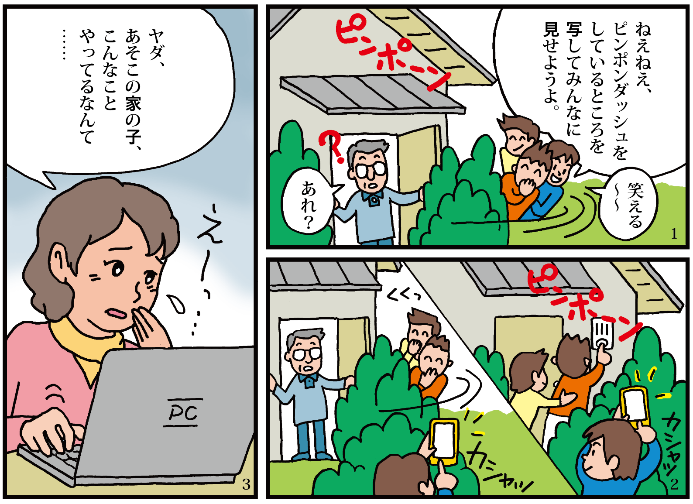 ピンポーン
ねえねえ、
ピンポンダッシュを
しているところを
写してみんなに
見せようよ。
笑える
〜〜
？
あれ？
1
ピンポーン
カシャッ
くくっ
カシャッ
2
ヤダ、
あそこの家の子、
こんなこと
やってるなんて
……
えーっ…
PC
3